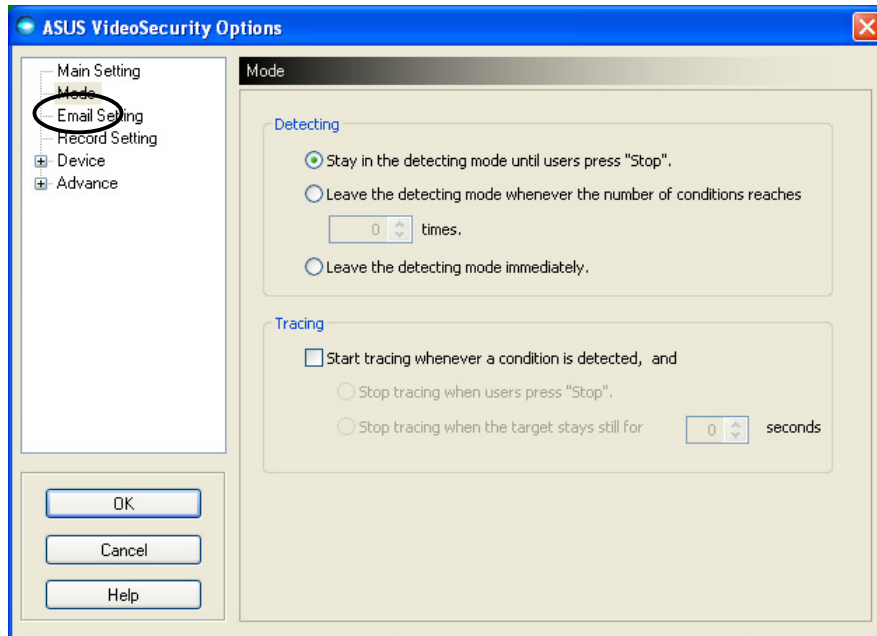 ASUS VideoSecurity Options
Main Setting
Mode
Email Setting
Record Setting
Device
Advance
OK
Cancel
Help
Mode
Detecting
Stay in the detecting mode until users press "Stop".
Leave the detecting mode whenever the number of conditions reaches
0 times.
Leave the detecting mode immediately.
Tracing
Start tracing whenever a condition is detected, and
Stop tracing when users press "Stop".
Stop tracing when the target stays still for 0 seconds